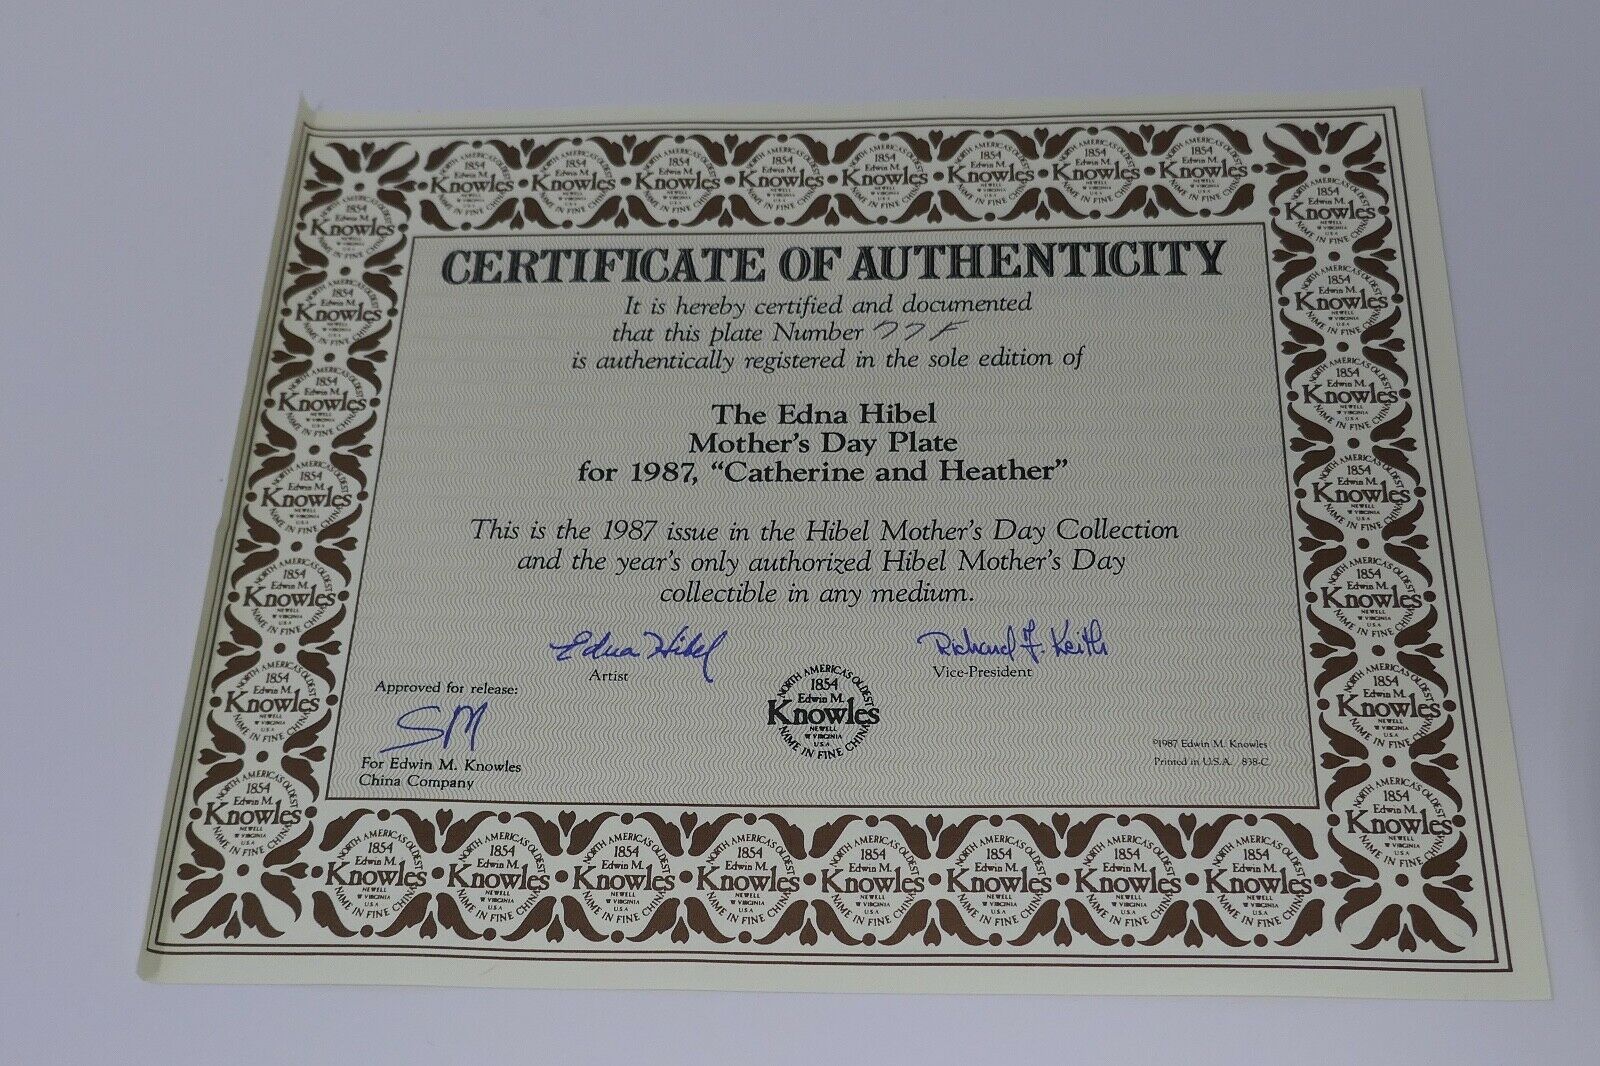 CERTIFICATE OF AUTHENTICITY
It is hereby certified and documented
that this plate Number 77F
is authentically registered in the sole edition of
The Edna Hibel
Mother's Day Plate
for 1987, “Catherine and Heather”
This is the 1987 issue in the Hibel Mother's Day Collection
and the year's only authorized Hibel Mother's Day
collectible in any medium.
Edna Hibel
Artist
Richard F. Keith
Vice-President
Approved for release:
SM
For Edwin M. Knowles
China Company
NORTH AMERICA'S OLDEST
1854
Edwin M.
Knowles
NEWELL
W VIRGINIA
U.S.A
NAME IN FINE CHINA
©1987 Edwin M. Knowles
Printed in U.S.A. 838-C